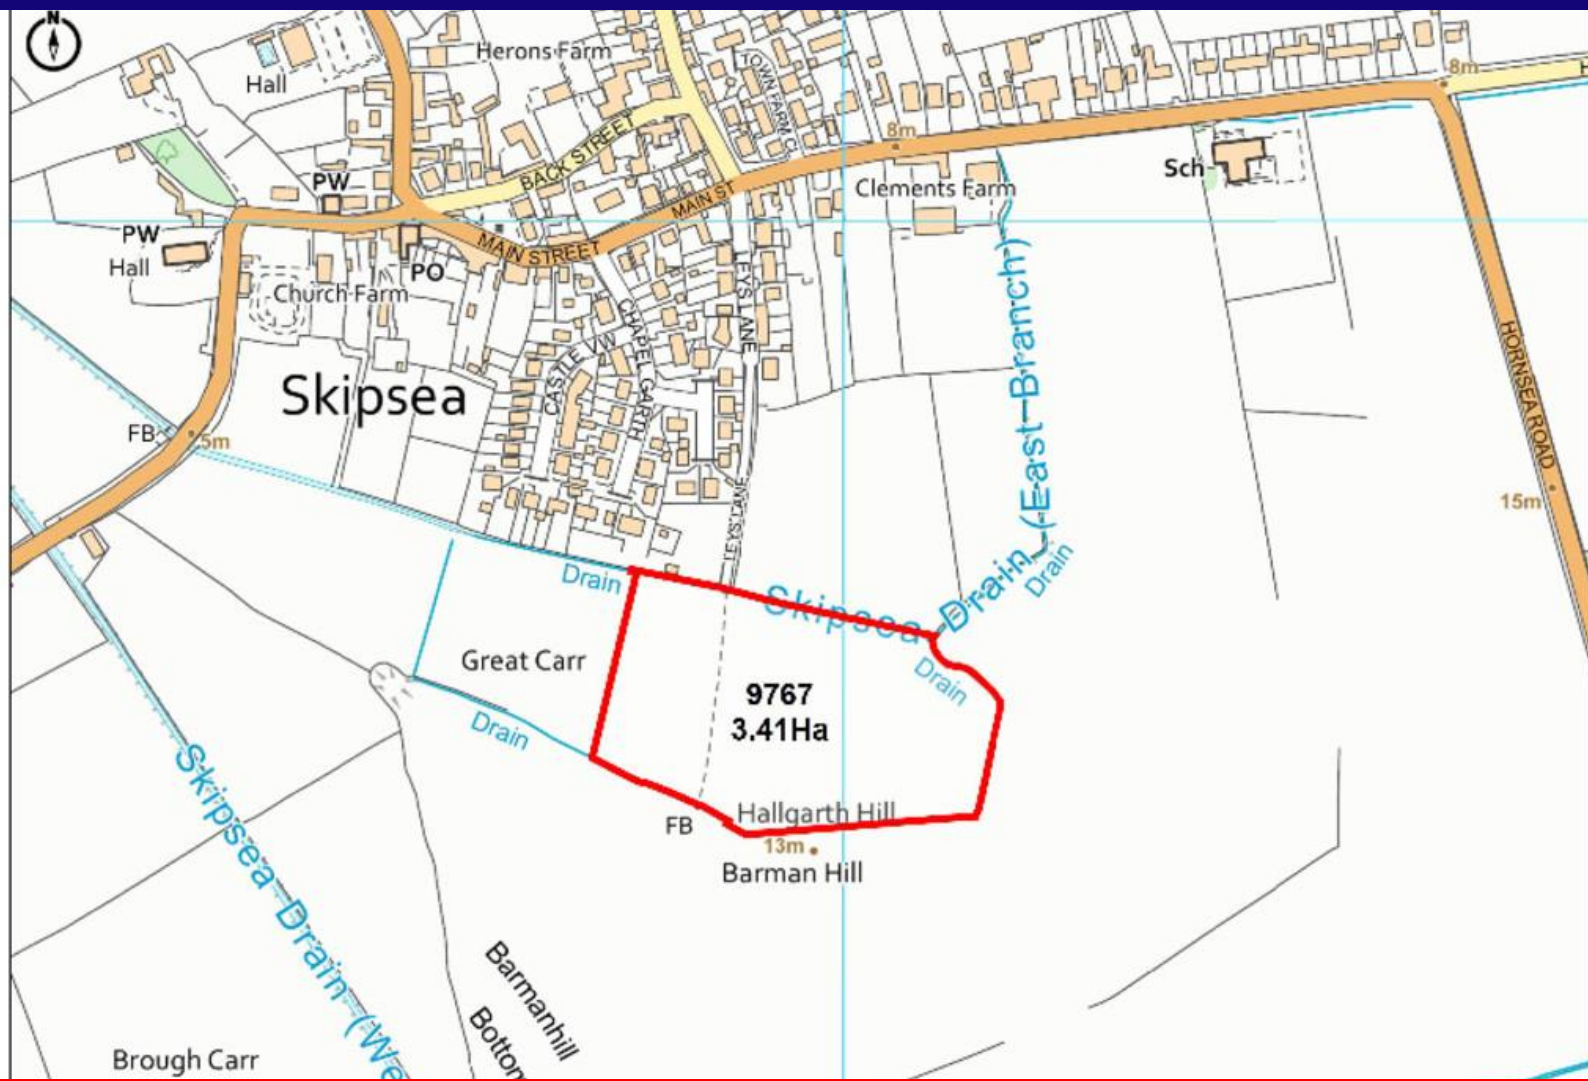 N
Herons Farm
Hall
TOWN FARM C
8m
H
8m
BACK STREET
Sch
PW
Clements Farm
MAIN ST
PW
MAIN STREET
Hall
PO
Church Farm
LEYS LANE
CHAPEL GARTH
CASTLE VW
Skipsea
HORNSEA ROAD
FB
5m
15m
LEYS LANE
Drain
Skipsea Drain (East Branch)
Drain
Great Carr
Drain
9767
3.41Ha
Drain
Skipsea Drain (We
Hallgarth Hill
FB
13m
Barman Hill
Barmanhill
Bottom
Brough Carr